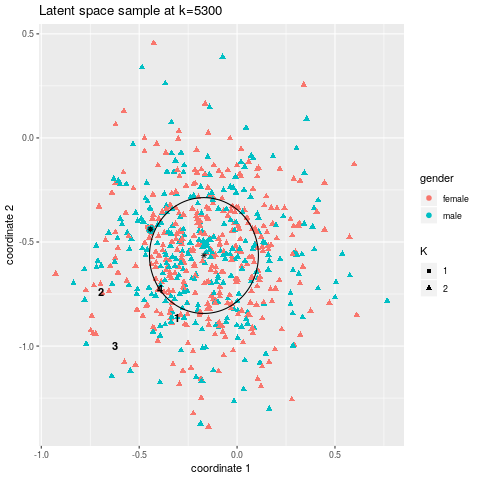 Latent space sample at k=5300
0.5
0.0
-0.5
-1.0
coordinate 2
2
4
1
3
-1.0
-0.5
0.0
0.5
coordinate 1
gender
female
male
K
1
2